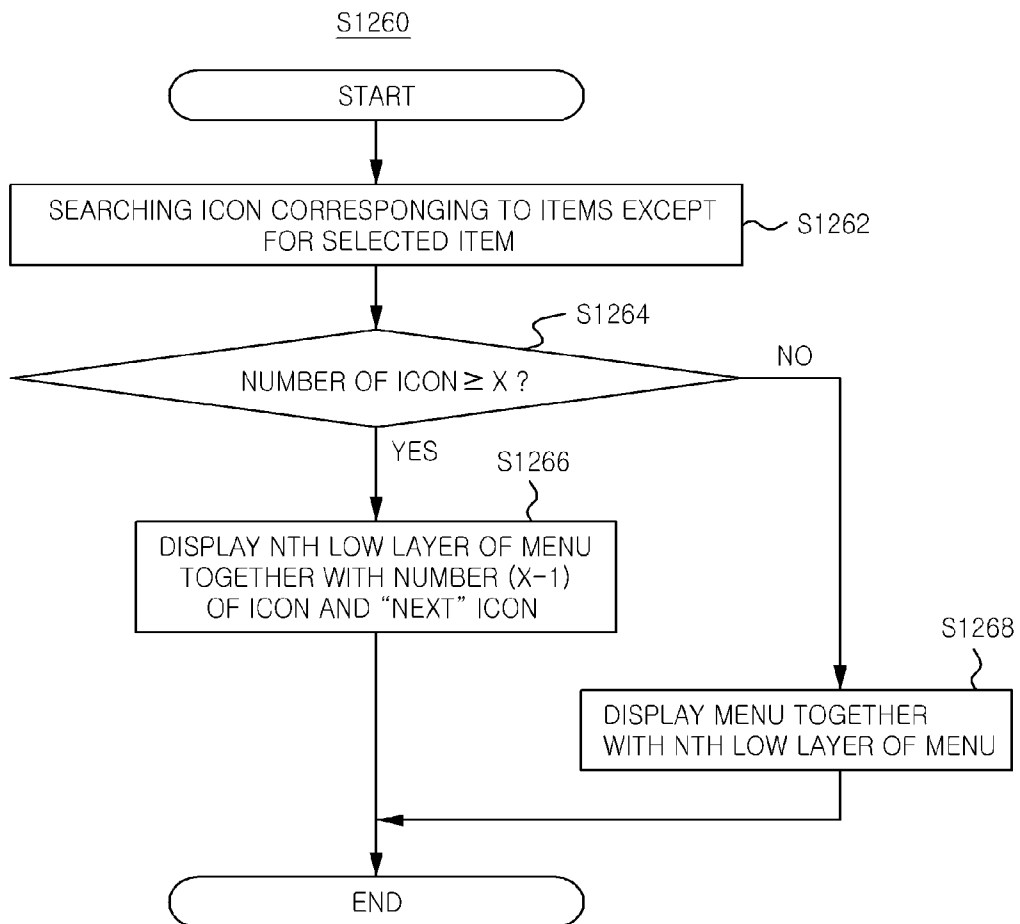 S1260
START
SEARCHING ICON CORRESPONGING TO ITEMS EXCEPT
FOR SELECTED ITEM
S1262
S1264
NUMBER OF ICON ≧ X ?
NO
YES
S1266
DISPLAY NTH LOW LAYER OF MENU
TOGETHER WITH NUMBER (X-1)
OF ICON AND “NEXT” ICON
S1268
DISPLAY MENU TOGETHER
WITH NTH LOW LAYER OF MENU
END